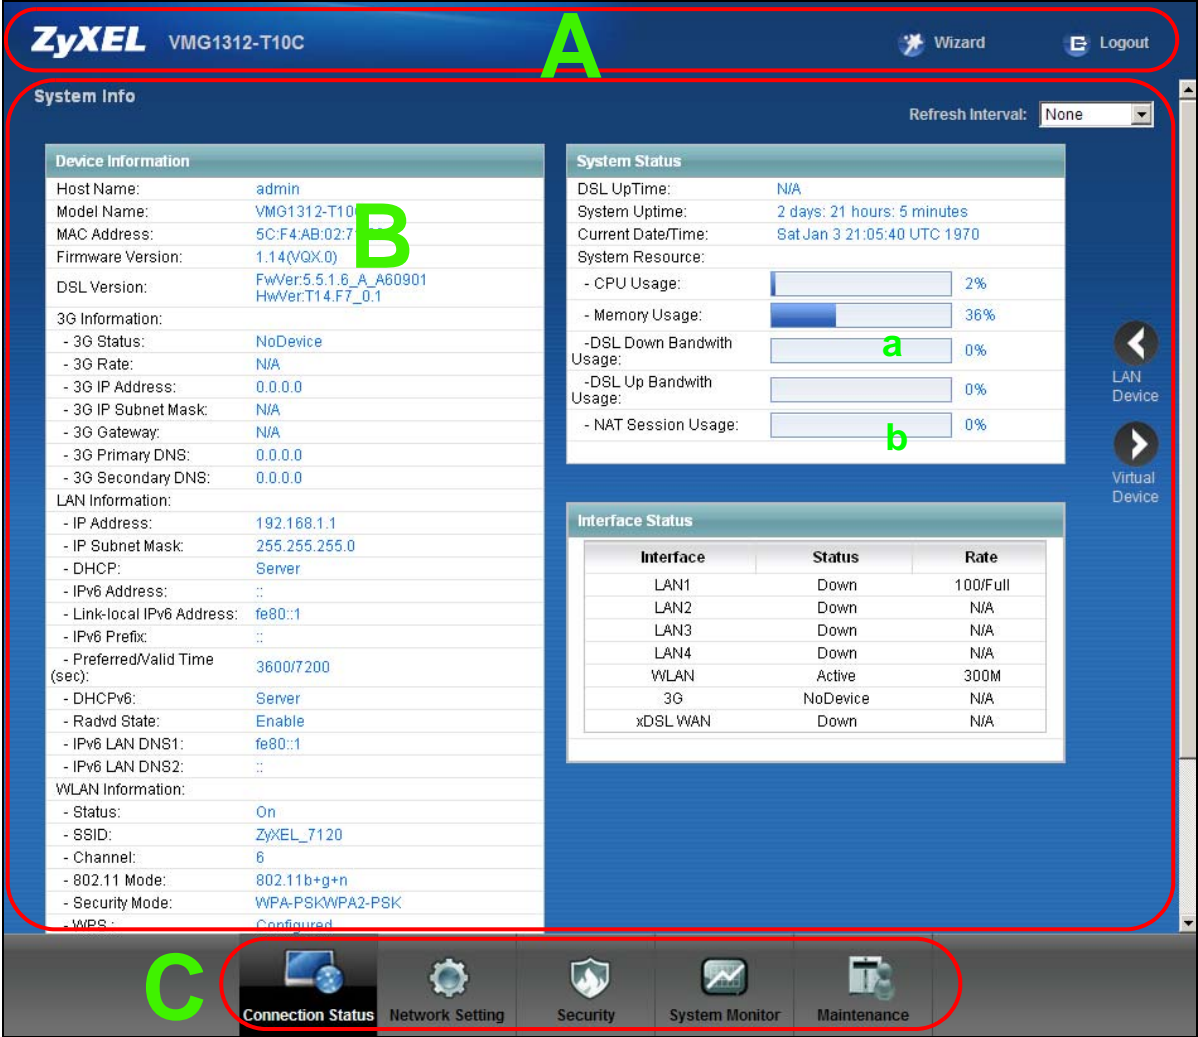 ZyXEL VMG1312-T10C
A
Wizard
Logout
System Info
Refresh Interval: None
B
Device Information
Host Name: admin
Model Name: VMG1312-T10
MAC Address: 5C:F4:AB:02:7
Firmware Version: 1.14(VQX.0)
DSL Version: FwVer:5.5.1.6_A_A60901
HwVer:T14.F7_0.1
3G Information:
- 3G Status: NoDevice
- 3G Rate: N/A
- 3G IP Address: 0.0.0.0
- 3G IP Subnet Mask: N/A
- 3G Gateway: N/A
- 3G Primary DNS: 0.0.0.0
- 3G Secondary DNS: 0.0.0.0
LAN Information:
- IP Address: 192.168.1.1
- IP Subnet Mask: 255.255.255.0
- DHCP: Server
- IPv6 Address: ::
- Link-local IPv6 Address: fe80::1
- IPv6 Prefix: ::
- Preferred/Valid Time
(sec): 3600/7200
- DHCPv6: Server
- Radvd State: Enable
- IPv6 LAN DNS1: fe80::1
- IPv6 LAN DNS2: ::
WLAN Information:
- Status: On
- SSID: ZyXEL_7120
- Channel: 6
- 802.11 Mode: 802.11b+g+n
- Security Mode: WPA-PSKWPA2-PSK
- WPS : Configured
System Status
DSL UpTime: N/A
System Uptime: 2 days: 21 hours: 5 minutes
Current Date/Time: Sat Jan 3 21:05:40 UTC 1970
System Resource:
- CPU Usage: 2%
- Memory Usage: 36%
-DSL Down Bandwith
Usage: 0%
-DSL Up Bandwith
Usage: 0%
- NAT Session Usage: 0%
a
LAN
Device
b
Virtual
Device
Interface Status
Interface Status Rate
LAN1 Down 100/Full
LAN2 Down N/A
LAN3 Down N/A
LAN4 Down N/A
WLAN Active 300M
3G NoDevice N/A
xDSL WAN Down N/A
C
Connection Status
Network Setting
Security
System Monitor
Maintenance